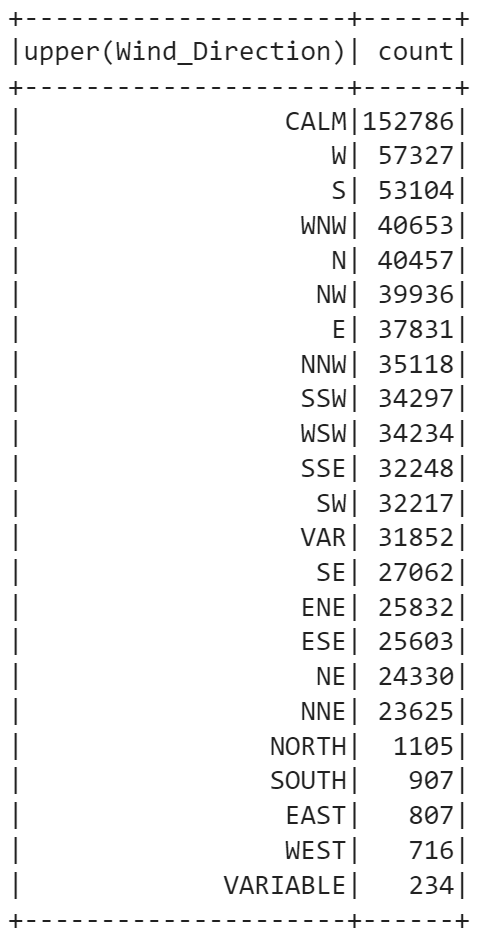 +---------------------+------+
|upper(Wind_Direction)| count|
+---------------------+------+
|                 CALM|152786|
|                    W| 57327|
|                    S| 53104|
|                  WNW| 40653|
|                    N| 40457|
|                   NW| 39936|
|                    E| 37831|
|                  NNW| 35118|
|                  SSW| 34297|
|                  WSW| 34234|
|                  SSE| 32248|
|                   SW| 32217|
|                  VAR| 31852|
|                   SE| 27062|
|                  ENE| 25832|
|                  ESE| 25603|
|                   NE| 24330|
|                  NNE| 23625|
|                NORTH|  1105|
|                SOUTH|   907|
|                 EAST|   807|
|                 WEST|   716|
|             VARIABLE|   234|
+---------------------+------+